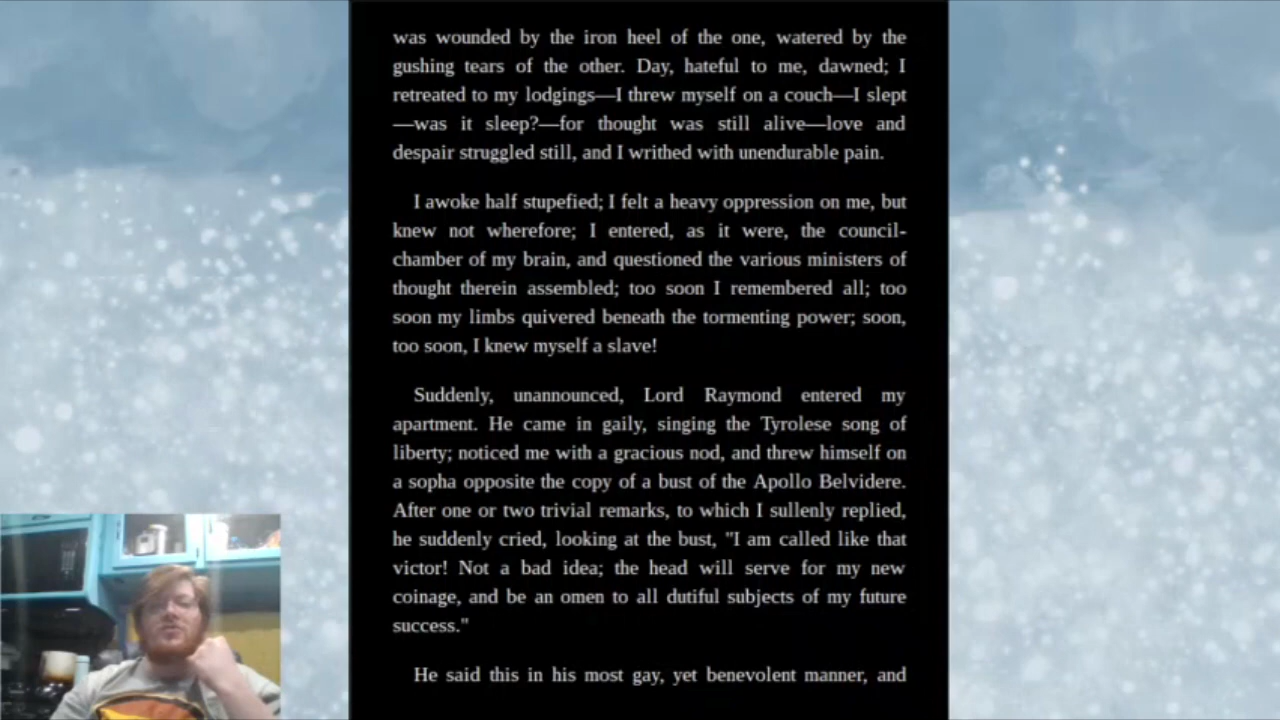 was wounded by the iron heel of the one, watered by the
gushing tears of the other. Day, hateful to me, dawned; I
retreated to my lodgings—I threw myself on a couch—I slept
—was it sleep?—for thought was still alive—love and
despair struggled still, and I writhed with unendurable pain.
I awoke half stupefied; I felt a heavy oppression on me, but
knew not wherefore; I entered, as it were, the council-
chamber of my brain, and questioned the various ministers of
thought therein assembled; too soon I remembered all; too
soon my limbs quivered beneath the tormenting power; soon,
too soon, I knew myself a slave!
Suddenly, unannounced, Lord Raymond entered my
apartment. He came in gaily, singing the Tyrolese song of
liberty; noticed me with a gracious nod, and threw himself on
a sopha opposite the copy of a bust of the Apollo Belvidere.
After one or two trivial remarks, to which I sullenly replied,
he suddenly cried, looking at the bust, "I am called like that
victor! Not a bad idea; the head will serve for my new
coinage, and be an omen to all dutiful subjects of my future
success."
He said this in his most gay, yet benevolent manner, and